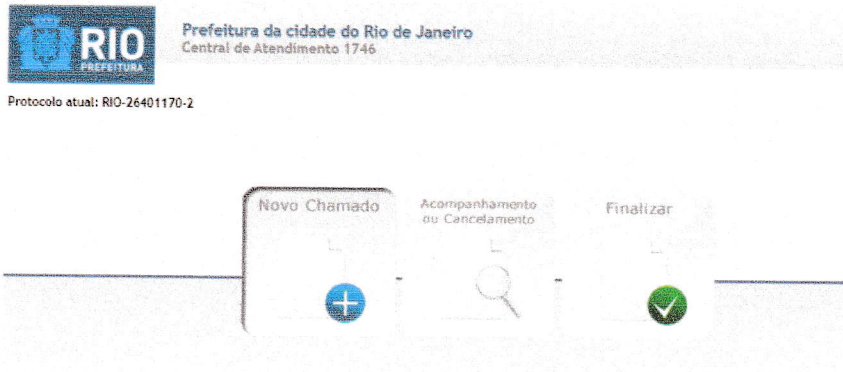 RIO
PREFEITURA
Prefeitura da cidade do Rio de Janeiro
Central de Atendimento 1746
Protocolo atual: RIO-26401170-2
Novo Chamado
Acompanhamento
ou Cancelamento
Finalizar